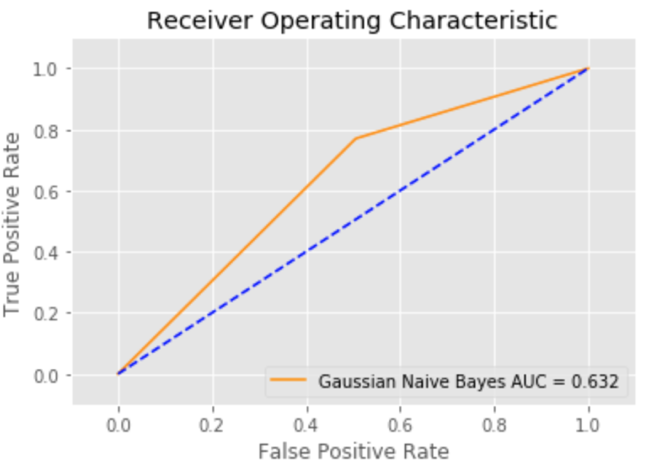 Receiver Operating Characteristic
True Positive Rate
1.0
0.8
0.6
0.4
0.2
0.0
Gaussian Naive Bayes AUC = 0.632
0.0 0.2 0.4 0.6 0.8 1.0
False Positive Rate